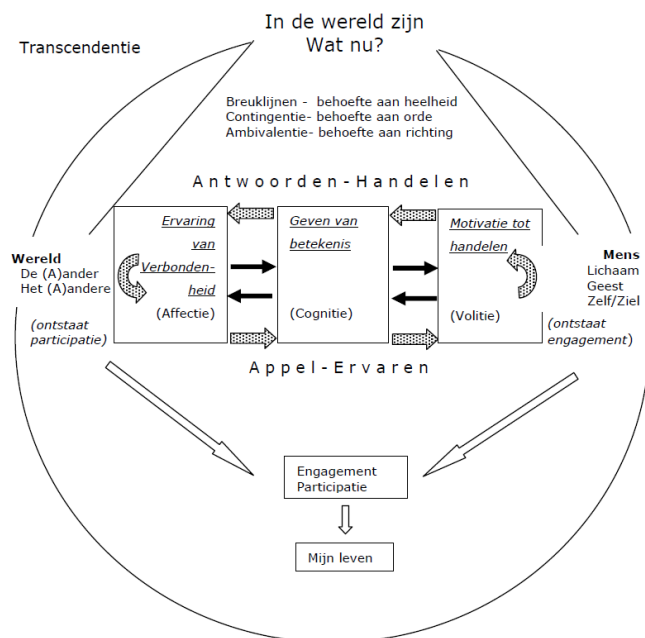 In de wereld zijn
Wat nu?
Transcendentie
Breuklijnen - behoefte aan heelheid
Contingentie- behoefte aan orde
Ambivalentie- behoefte aan richting
Antwoorden-Handelen
Ervaring
van
Verbonden-
heid
(Affectie)
Geven van
betekenis
(Cognitie)
Motivatie tot
handelen
(Volitie)
Wereld
De (A)ander
Het (A)andere
(ontstaat
participatie)
Mens
Lichaam
Geest
Zelf/Ziel
(ontstaat
engagement)
Appel-Ervaren
Engagement
Participatie
Mijn leven